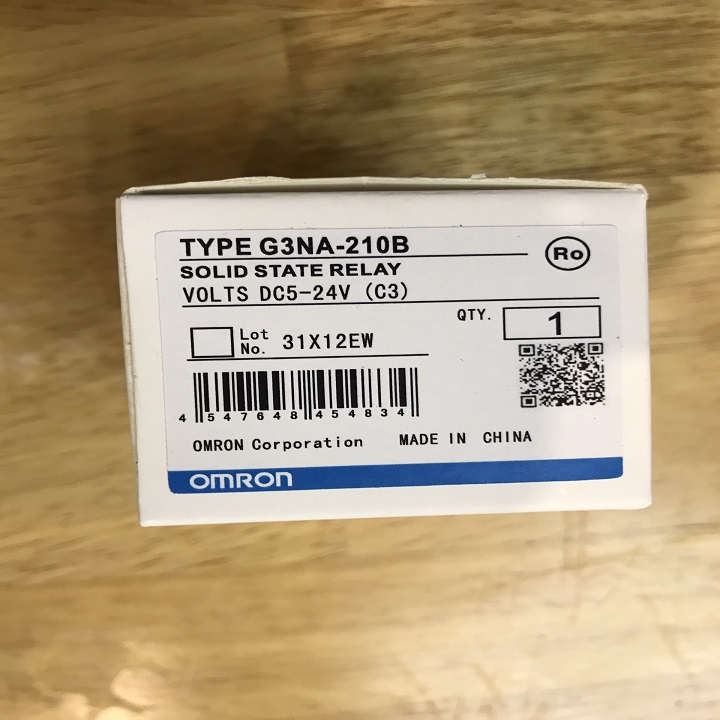 TYPE G3NA-210B
Ro
SOLID STATE RELAY
VOLTS DC5-24V (C3)
QTY. 1
Lot No. 31X12EW
4 547648 454834
OMRON Corporation MADE IN CHINA
OMRON